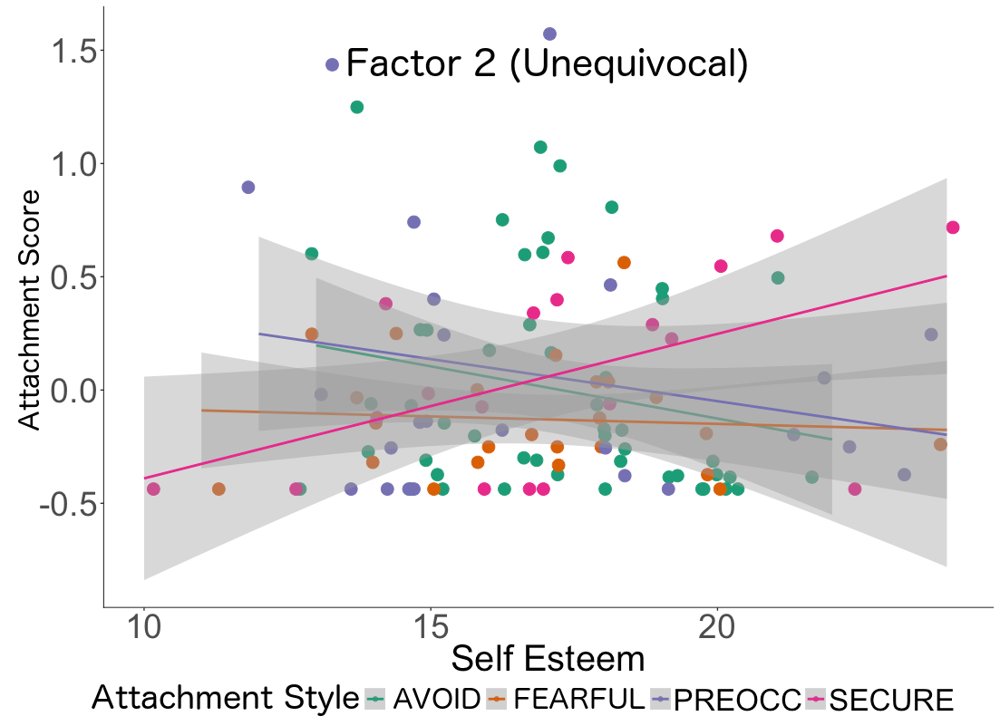 1.5
Factor 2 (Unequivocal)
1.0
0.5
0.0
-0.5
Attachment Score
10
15
20
Self Esteem
Attachment Style AVOID FEARFUL PREOCC SECURE